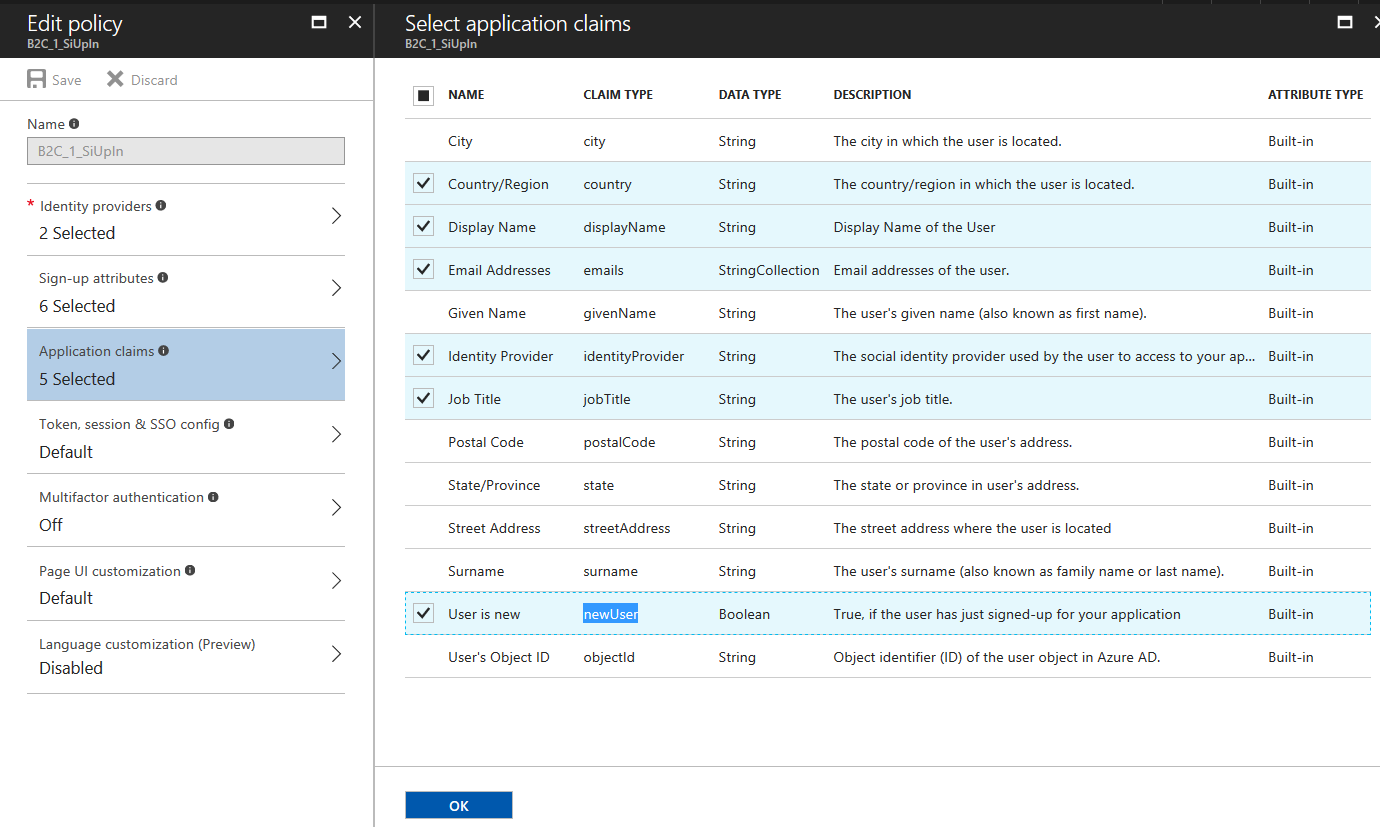 Edit policy
B2C_1_SiUpIn
Save Discard
Name
B2C_1_SiUpIn
* Identity providers
2 Selected
Sign-up attributes
6 Selected
Application claims
5 Selected
Token, session & SSO config
Default
Multifactor authentication
Off
Page UI customization
Default
Language customization (Preview)
Disabled
Select application claims
B2C_1_SiUpIn
NAME CLAIM TYPE DATA TYPE DESCRIPTION ATTRIBUTE TYPE
City city String The city in which the user is located. Built-in
Country/Region country String The country/region in which the user is located. Built-in
Display Name displayName String Display Name of the User Built-in
Email Addresses emails StringCollection Email addresses of the user. Built-in
Given Name givenName String The user's given name (also known as first name). Built-in
Identity Provider identityProvider String The social identity provider used by the user to access to your ap... Built-in
Job Title jobTitle String The user's job title. Built-in
Postal Code postalCode String The postal code of the user's address. Built-in
State/Province state String The state or province in user's address. Built-in
Street Address streetAddress String The street address where the user is located Built-in
Surname surname String The user's surname (also known as family name or last name). Built-in
User is new newUser Boolean True, if the user has just signed-up for your application Built-in
User's Object ID objectId String Object identifier (ID) of the user object in Azure AD. Built-in
OK